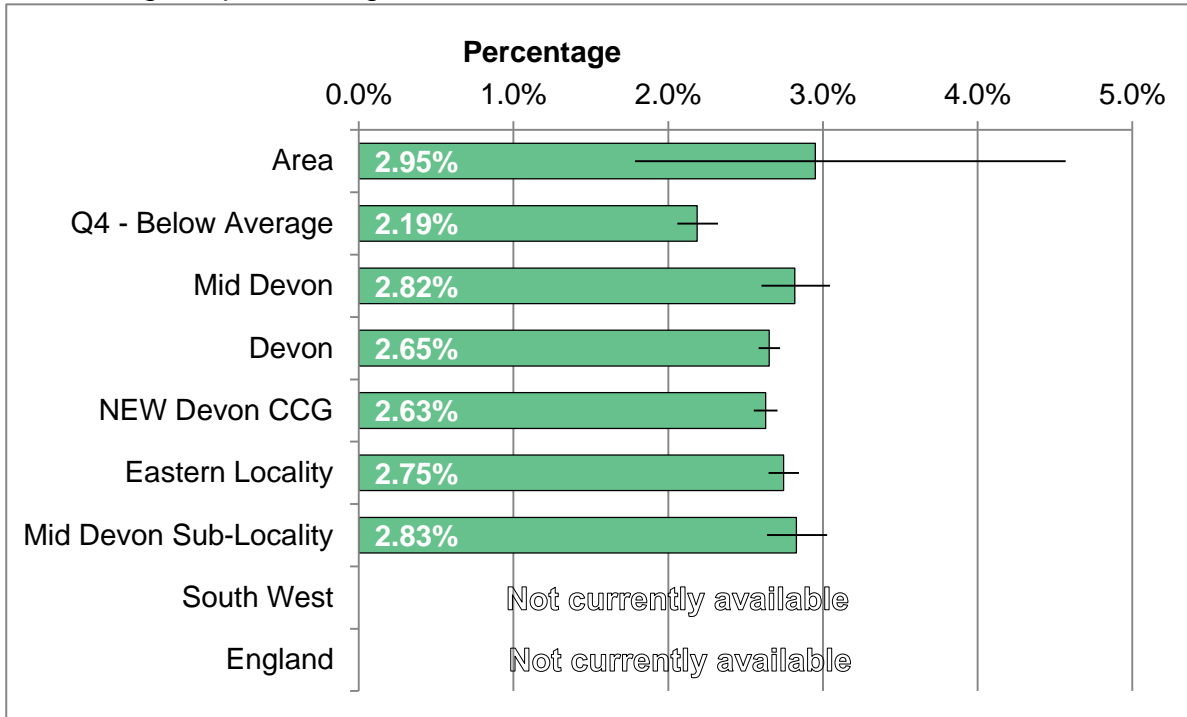 Percentage
0.0% 1.0% 2.0% 3.0% 4.0% 5.0%
Area 2.95%
Q4 - Below Average 2.19%
Mid Devon 2.82%
Devon 2.65%
NEW Devon CCG 2.63%
Eastern Locality 2.75%
Mid Devon Sub-Locality 2.83%
South West Not currently available
England Not currently available